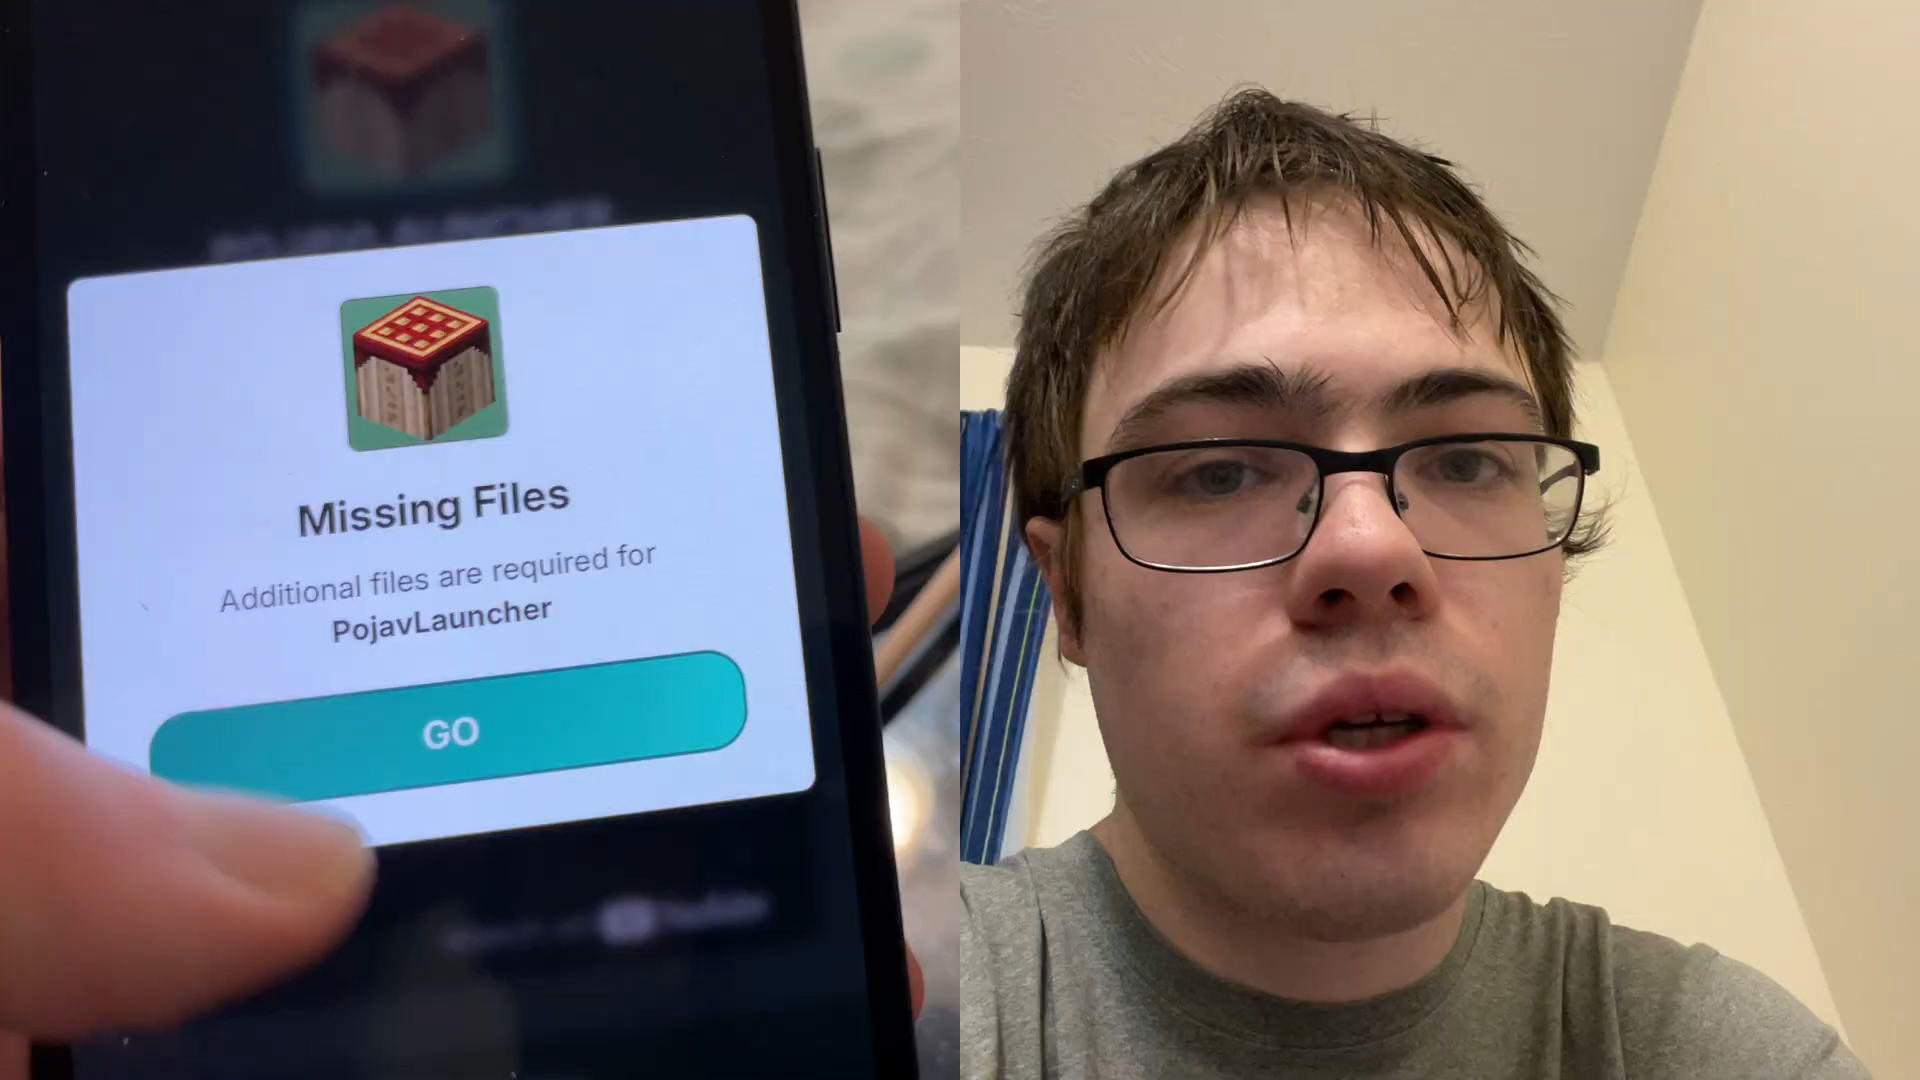 Missing Files
Additional files are required for
PojavLauncher
GO